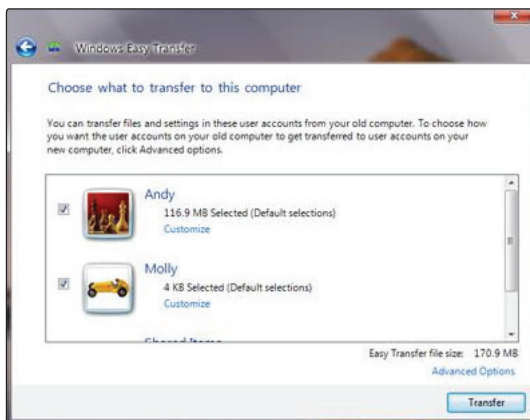 Windows Easy Transfer
Choose what to transfer to this computer
You can transfer files and settings in these user accounts from your old computer. To choose how
you want the user accounts on your old computer to get transferred to user accounts on your
new computer, click Advanced options.
Andy
116.9 MB Selected (Default selections)
Customize
Molly
4 KB Selected (Default selections)
Customize
Shared Items
Easy Transfer file size: 170.9 MB
Advanced Options
Transfer